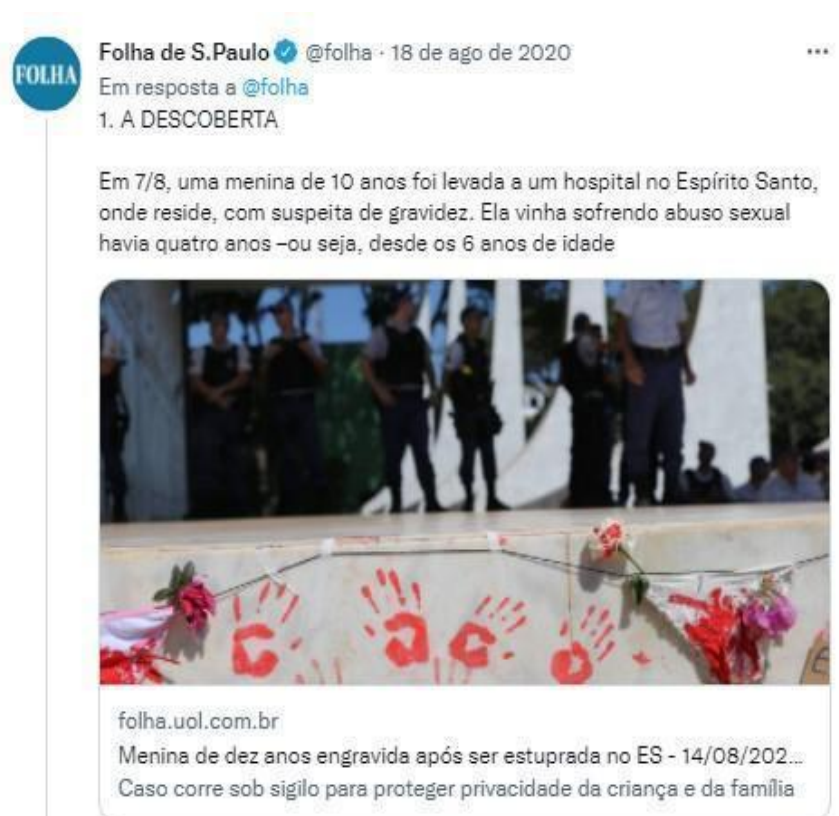 FOLHA
Folha de S.Paulo @folha · 18 de ago de 2020
Em resposta a @folha
1. A DESCOBERTA
Em 7/8, uma menina de 10 anos foi levada a um hospital no Espírito Santo,
onde reside, com suspeita de gravidez. Ela vinha sofrendo abuso sexual
havia quatro anos –ou seja, desde os 6 anos de idade
folha.uol.com.br
Menina de dez anos engravida após ser estuprada no ES - 14/08/202...
Caso corre sob sigilo para proteger privacidade da criança e da família